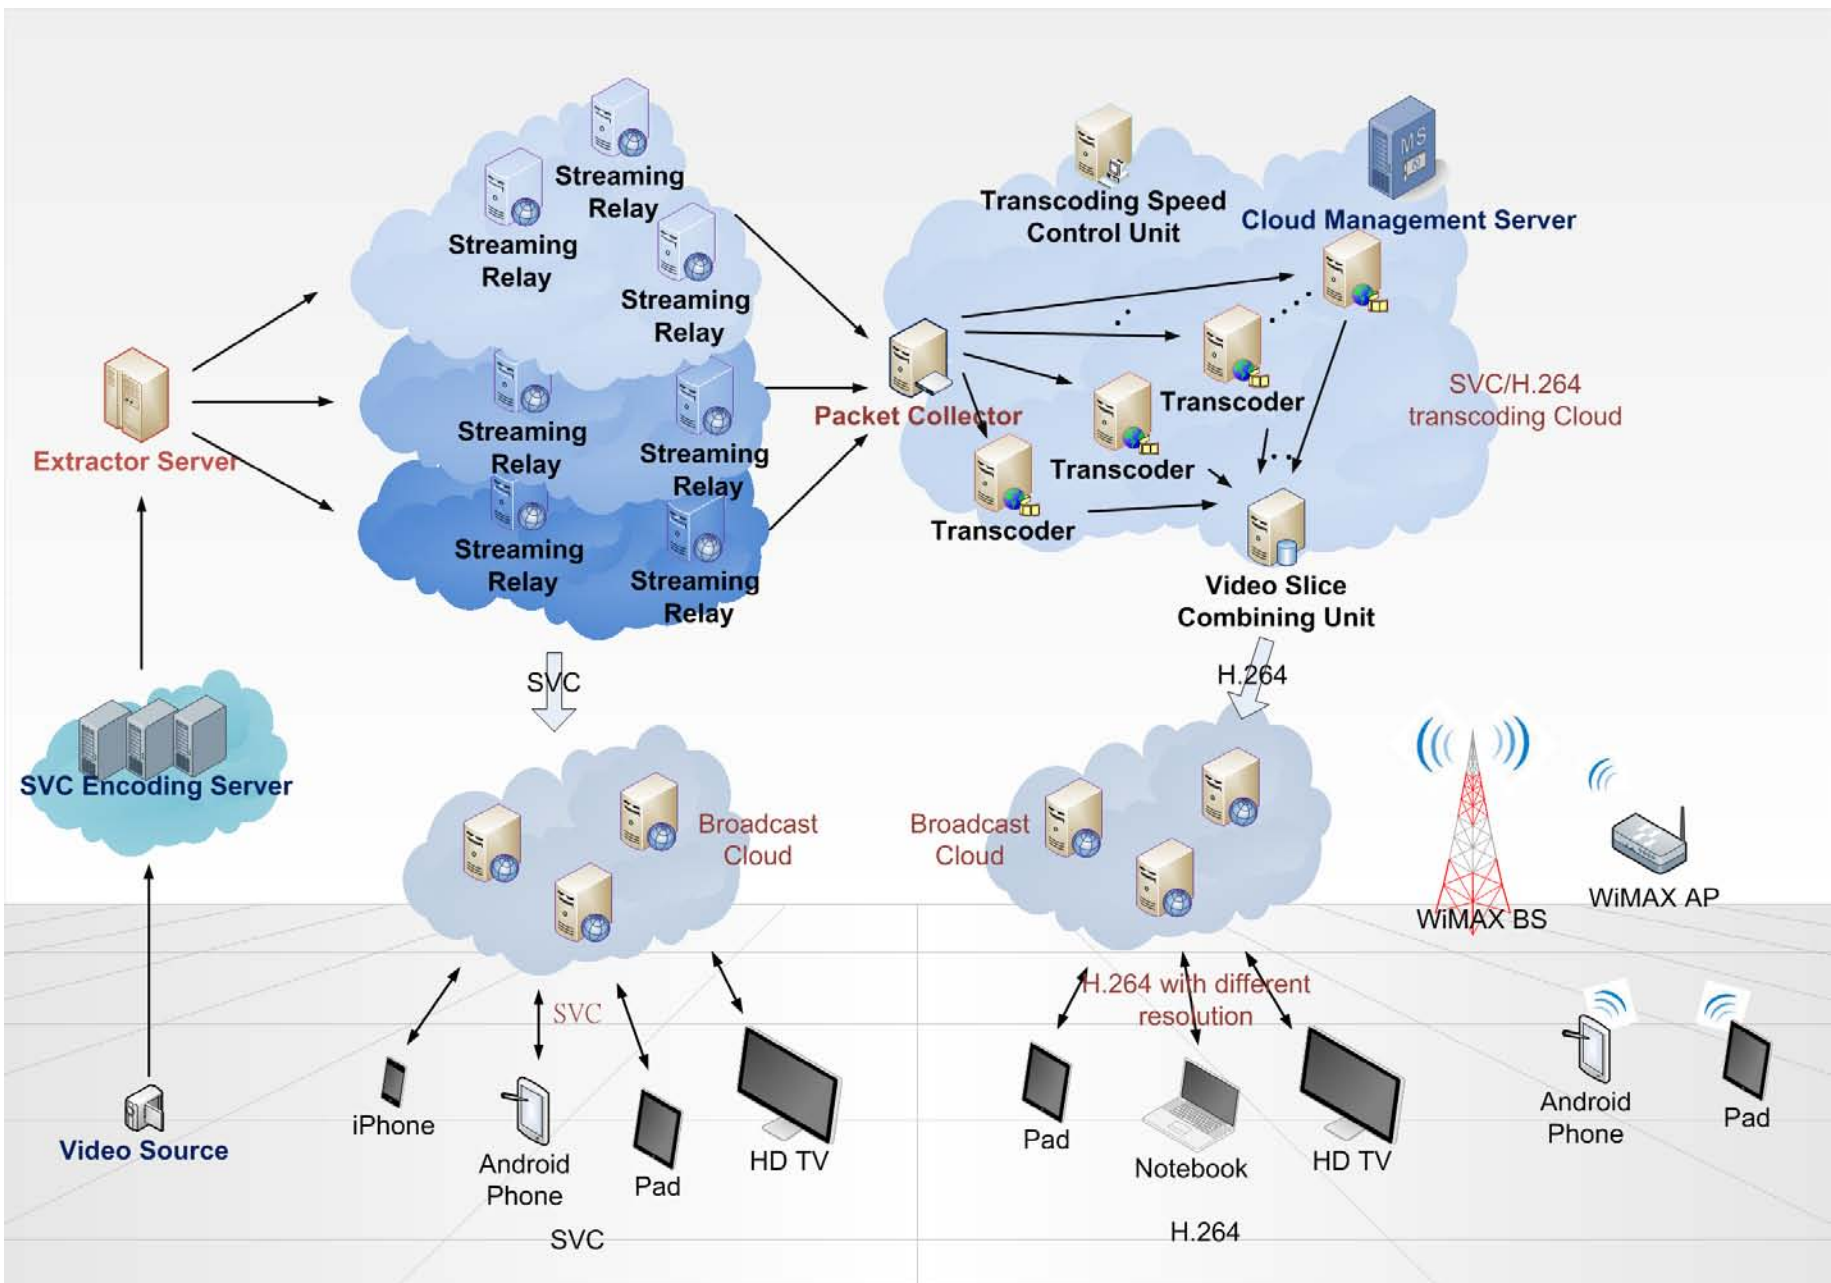 Streaming
Relay
Streaming
Relay
Streaming
Relay
Streaming
Relay
Streaming
Relay
Streaming
Relay
Streaming
Relay
Extractor Server
SVC Encoding Server
Video Source
MS
Transcoding Speed
Control Unit
Cloud Management Server
Packet Collector
Transcoder
Transcoder
Transcoder
SVC/H.264
transcoding Cloud
Video Slice
Combining Unit
SVC
H.264
Broadcast
Cloud
Broadcast
Cloud
WiMAX BS
WiMAX AP
SVC
H.264 with different
resolution
iPhone
Android
Phone
Pad
HD TV
SVC
Pad
Notebook
HD TV
H.264
Android
Phone
Pad